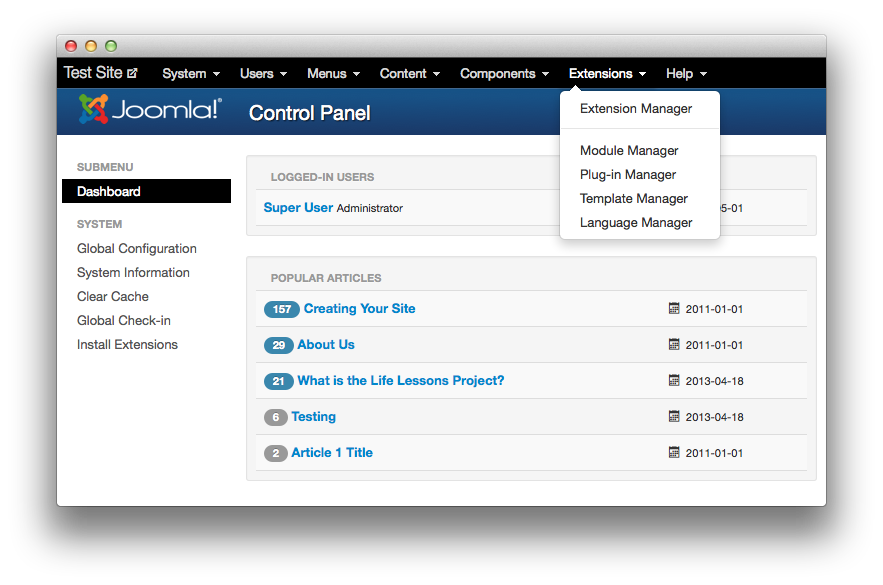 Test Site System Users Menus Content Components Extensions Help
Joomla!® Control Panel
Extension Manager
Module Manager
Plug-in Manager
Template Manager
Language Manager
SUBMENU
Dashboard
SYSTEM
Global Configuration
System Information
Clear Cache
Global Check-in
Install Extensions
LOGGED-IN USERS
Super User Administrator 5-01
POPULAR ARTICLES
157 Creating Your Site 2011-01-01
29 About Us 2011-01-01
21 What is the Life Lessons Project? 2013-04-18
6 Testing 2013-04-18
2 Article 1 Title 2011-01-01